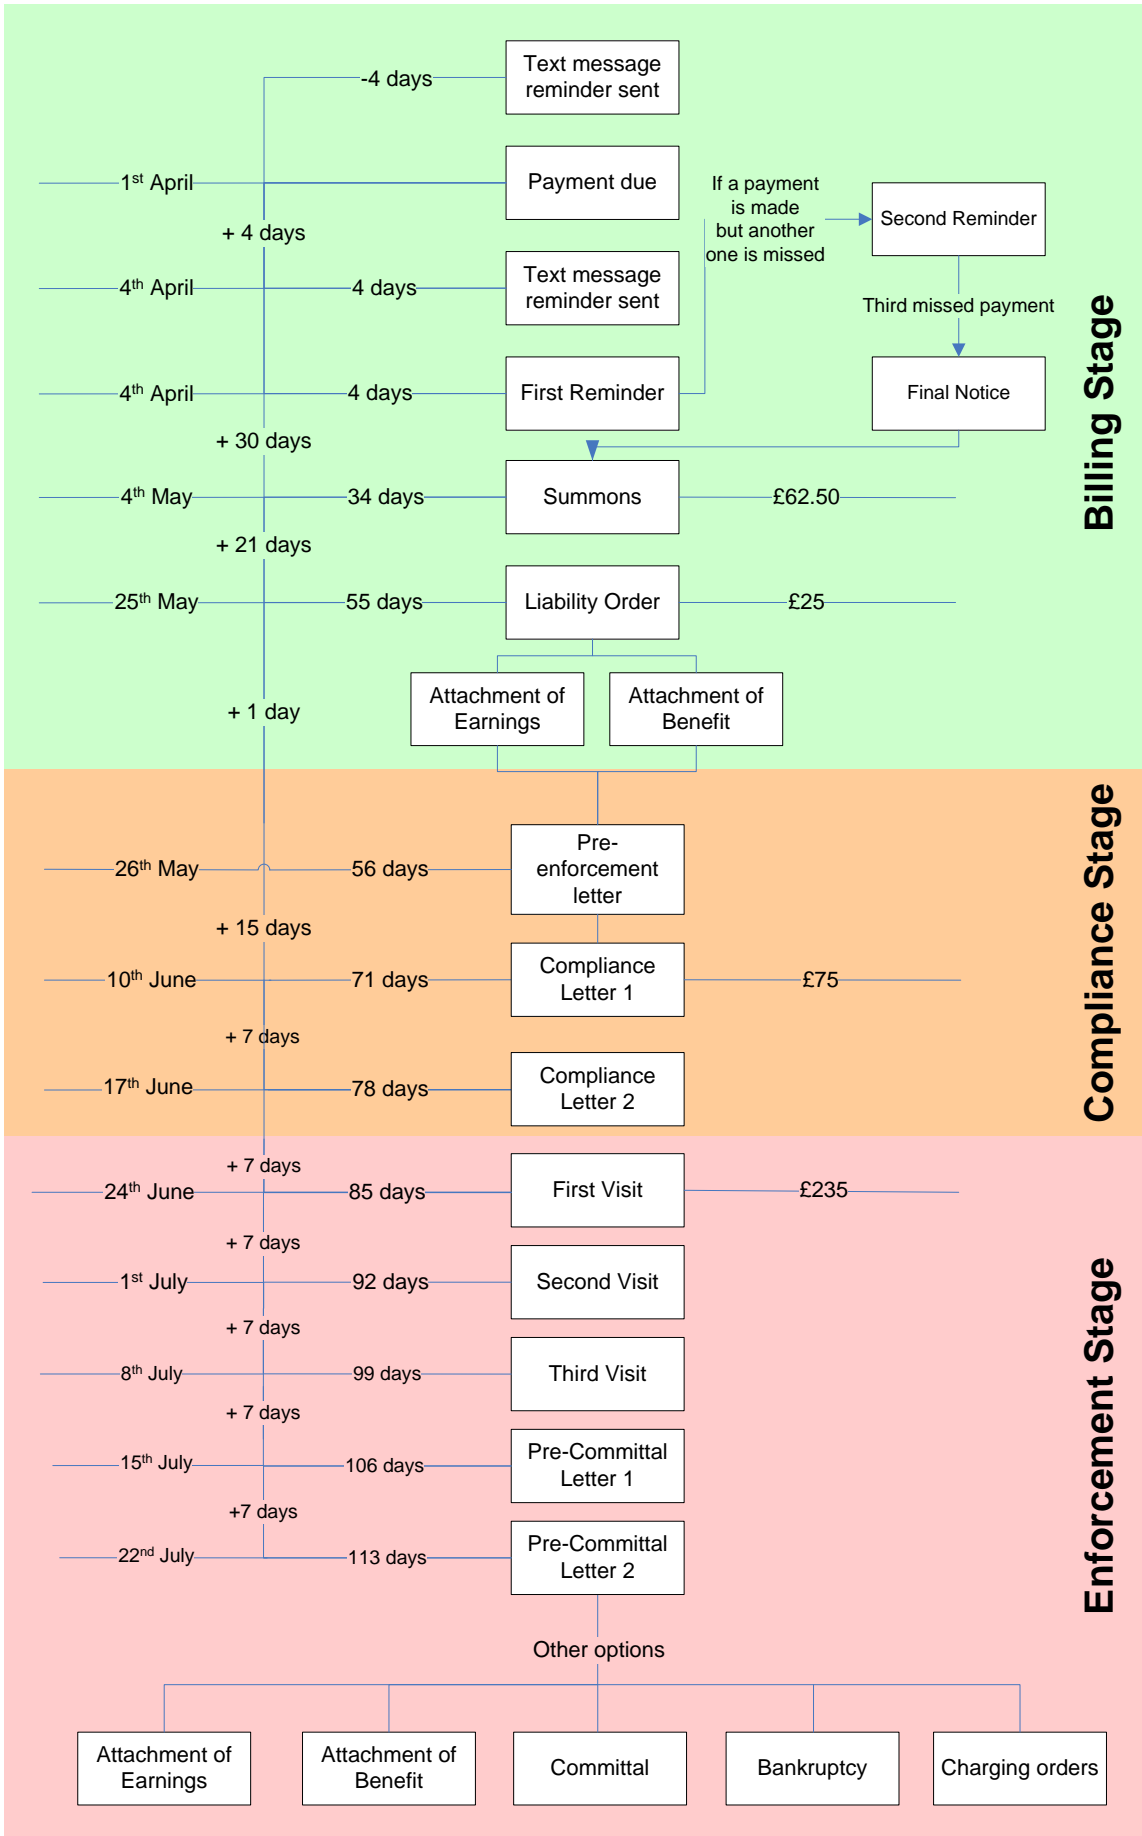 -4 days
Text message
reminder sent
1st April
Payment due
If a payment
is made
but another
one is missed
Second Reminder
+ 4 days
4th April
4 days
Text message
reminder sent
Third missed payment
4th April
4 days
First Reminder
Final Notice
+ 30 days
4th May
34 days
Summons
£62.50
+ 21 days
25th May
55 days
Liability Order
£25
Attachment of
Earnings
Attachment of
Benefit
+ 1 day
Billing Stage
26th May
56 days
Pre-
enforcement
letter
+ 15 days
10th June
71 days
Compliance
Letter 1
£75
+ 7 days
17th June
78 days
Compliance
Letter 2
Compliance Stage
+ 7 days
24th June
85 days
First Visit
£235
+ 7 days
1st July
92 days
Second Visit
+ 7 days
8th July
99 days
Third Visit
+ 7 days
15th July
106 days
Pre-Committal
Letter 1
+7 days
22nd July
113 days
Pre-Committal
Letter 2
Enforcement Stage
Other options
Attachment of
Earnings
Attachment of
Benefit
Committal
Bankruptcy
Charging orders